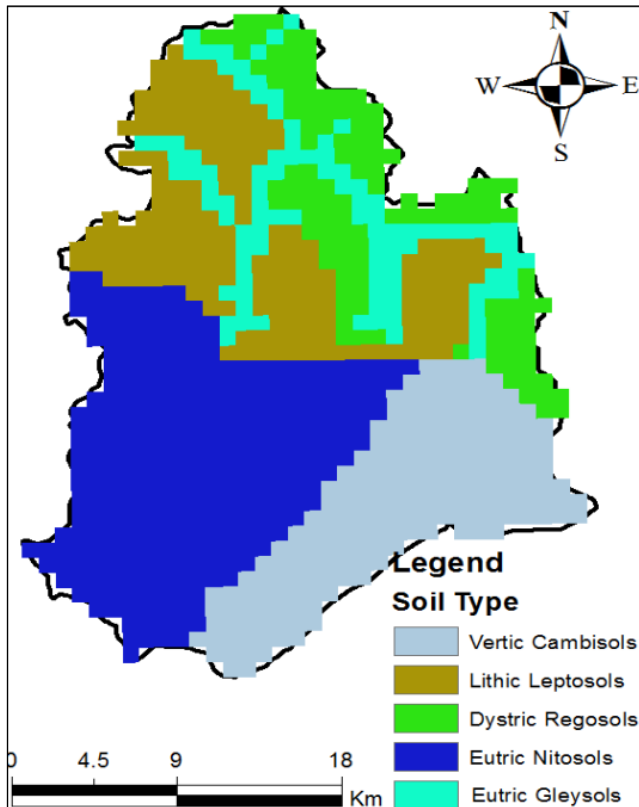 N
W E
S
Legend
Soil Type
Vertic Cambisols
Lithic Leptosols
Dystric Regosols
Eutric Nitosols
Eutric Gleysols
0 4.5 9 18
Km